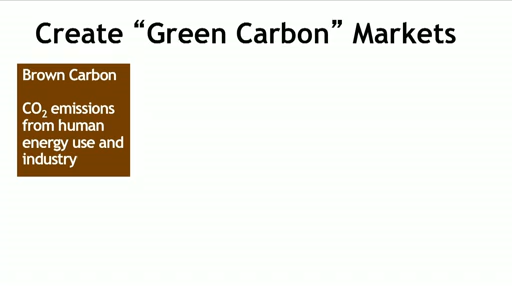 Create “Green Carbon” Markets
Brown Carbon
CO₂ emissions
from human
energy use and
industry